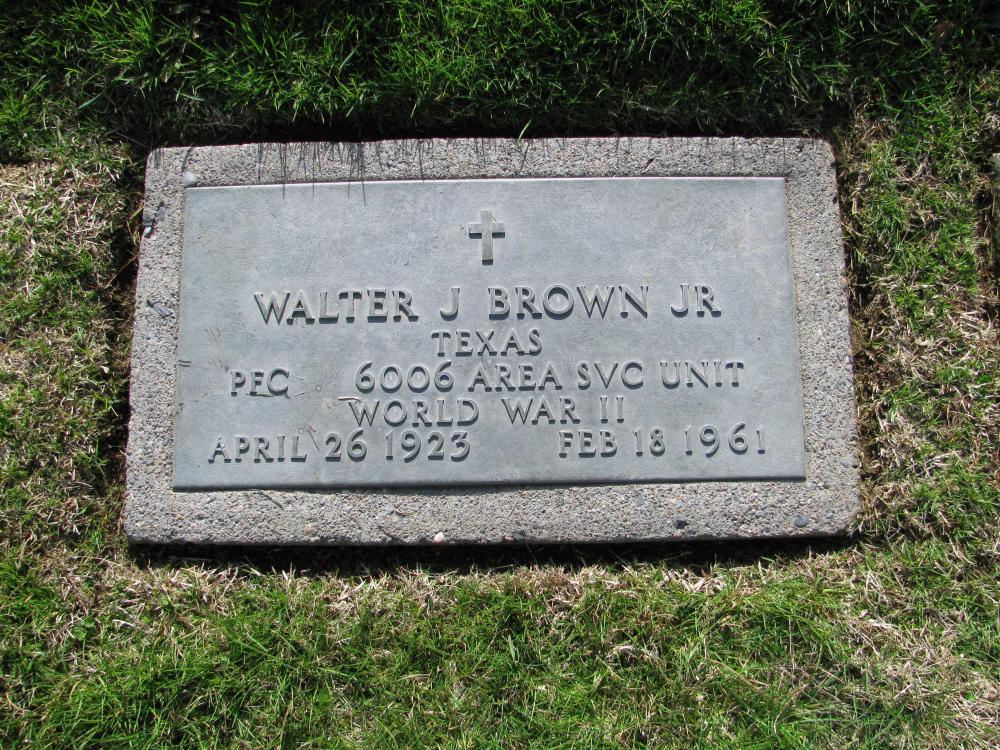 WALTER J BROWN JR
TEXAS
PFC 6006 AREA SVC UNIT
WORLD WAR II
APRIL 26 1923 FEB 18 1961